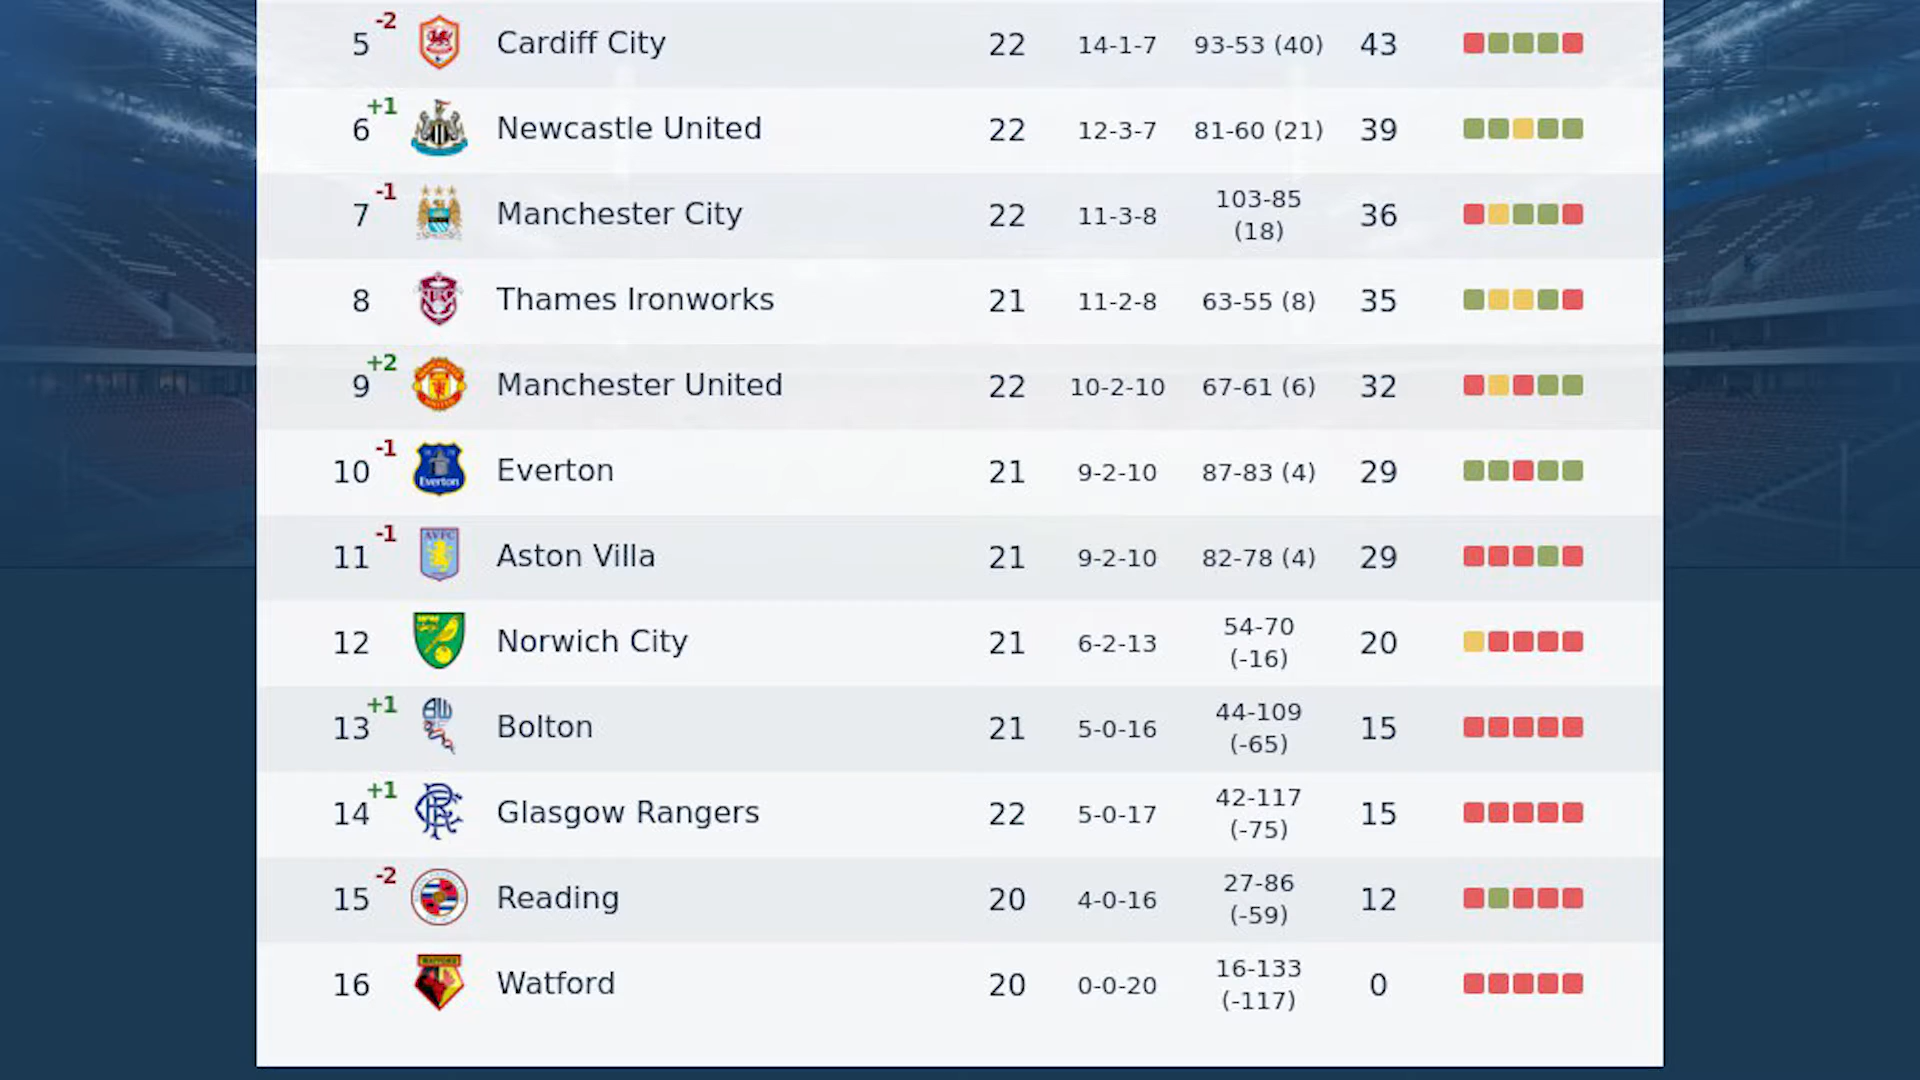 5 -2 Cardiff City 22 14-1-7 93-53 (40) 43
6 +1 Newcastle United 22 12-3-7 81-60 (21) 39
7 -1 Manchester City 22 11-3-8 103-85 (18) 36
8 Thames Ironworks 21 11-2-8 63-55 (8) 35
9 +2 Manchester United 22 10-2-10 67-61 (6) 32
10 -1 Everton 21 9-2-10 87-83 (4) 29
Everton
11 -1 Aston Villa 21 9-2-10 82-78 (4) 29
AVFC
12 Norwich City 21 6-2-13 54-70 (-16) 20
13 +1 Bolton 21 5-0-16 44-109 (-65) 15
14 +1 Glasgow Rangers 22 5-0-17 42-117 (-75) 15
15 -2 Reading 20 4-0-16 27-86 (-59) 12
16 Watford 20 0-0-20 16-133 (-117) 0
WATFORD